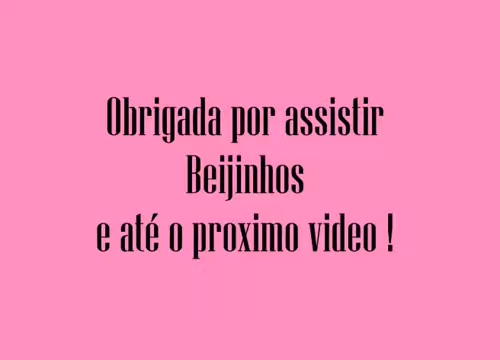 Obrigada por assistir
Beijinhos
e até o proximo video !